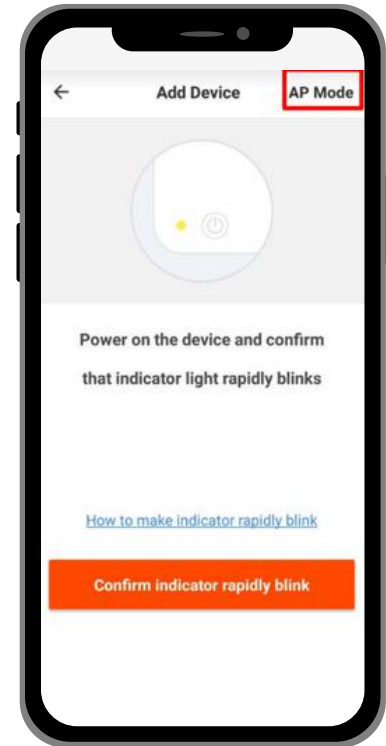 Add Device AP Mode
Power on the device and confirm
that indicator light rapidly blinks
How to make indicator rapidly blink
Confirm indicator rapidly blink